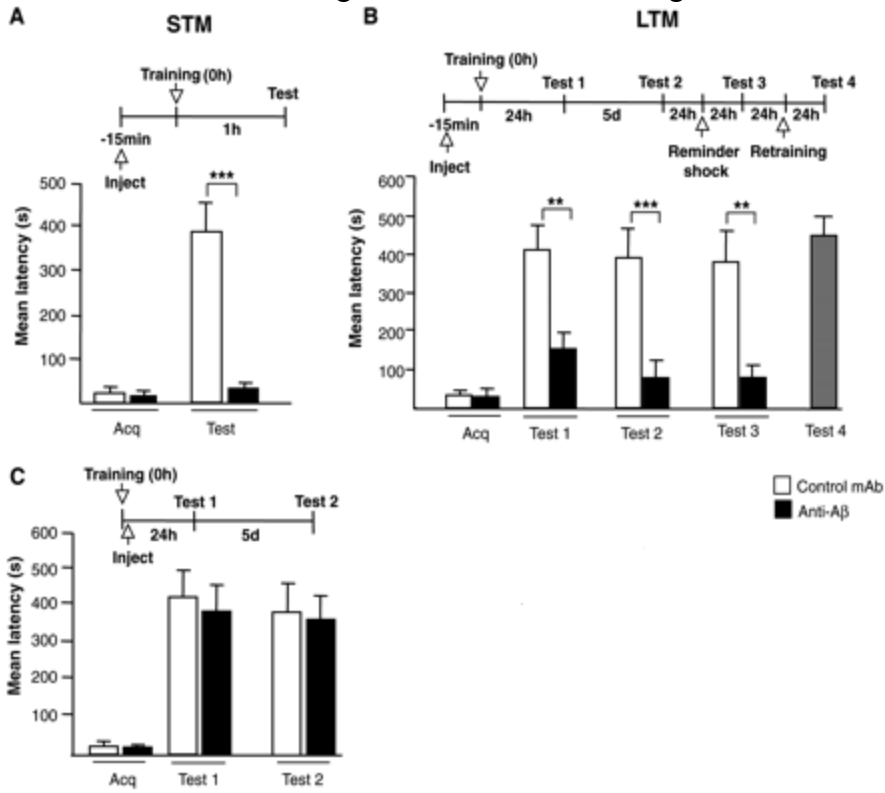 A
STM
Training (0h)
Test
-15min
1h
Inject
***
500
400
300
200
100
Mean latency (s)
Acq
Test
B
LTM
Training (0h)
Test 1
Test 2
Test 3
Test 4
-15min
24h
5d
24h
24h
24h
24h
Inject
Reminder
shock
Retraining
600
500
400
300
200
100
Mean latency (s)
**
***
**
Acq
Test 1
Test 2
Test 3
Test 4
C
Training (0h)
Test 1
Test 2
24h
5d
Inject
600
500
400
300
200
100
Mean latency (s)
Acq
Test 1
Test 2
Control mAb
Anti-Aβ